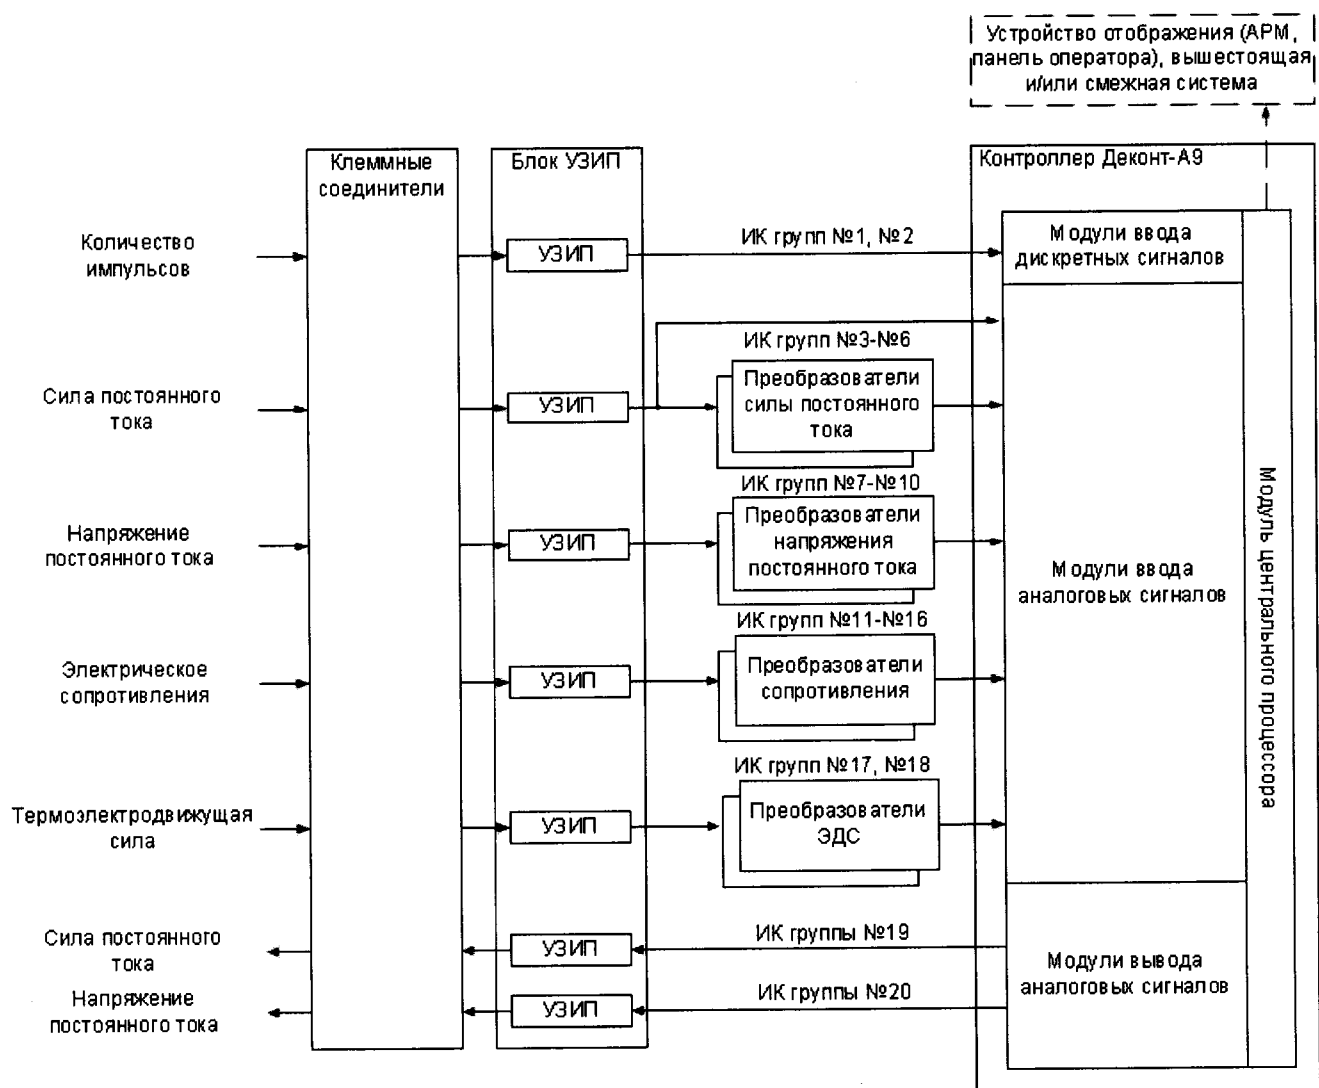 Устройство отображения (АРМ,
панель оператора), вышестоящая
и/или смежная система
Клеммные
соединители
Блок УЗИП
Контроллер Деконт-А9
Количество
импульсов
УЗИП
ИК групп №1, №2
Модули ввода
дискретных сигналов
ИК групп №3-№6
Сила постоянного
тока
УЗИП
Преобразователи
силы постоянного
тока
ИК групп №7-№10
Напряжение
постоянного тока
УЗИП
Преобразователи
напряжения
постоянного тока
Модули ввода
аналоговых сигналов
Модуль центрального процессора
ИК групп №11-№16
Электрическое
сопротивления
УЗИП
Преобразователи
сопротивления
ИК групп №17, №18
Термоэлектродвижущая
сила
УЗИП
Преобразователи
ЭДС
Сила постоянного
тока
УЗИП
ИК группы №19
Модули вывода
аналоговых сигналов
Напряжение
постоянного тока
УЗИП
ИК группы №20